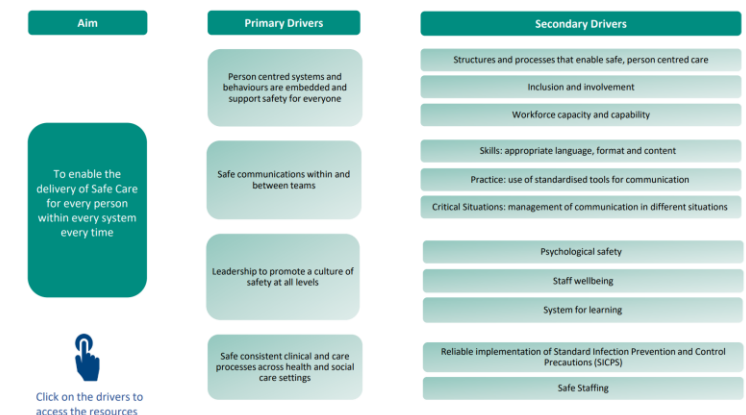 Aim
Primary Drivers
Secondary Drivers
To enable the
delivery of Safe Care
for every person
within every system
every time
Click on the drivers to
access the resources
Person centred systems and
behaviours are embedded and
support safety for everyone
Structures and processes that enable safe, person centred care
Inclusion and involvement
Workforce capacity and capability
Safe communications within and
between teams
Skills: appropriate language, format and content
Practice: use of standardised tools for communication
Critical Situations: management of communication in different situations
Leadership to promote a culture of
safety at all levels
Psychological safety
Staff wellbeing
System for learning
Safe consistent clinical and care
processes across health and social
care settings
Reliable implementation of Standard Infection Prevention and Control
Precautions (SICPS)
Safe Staffing